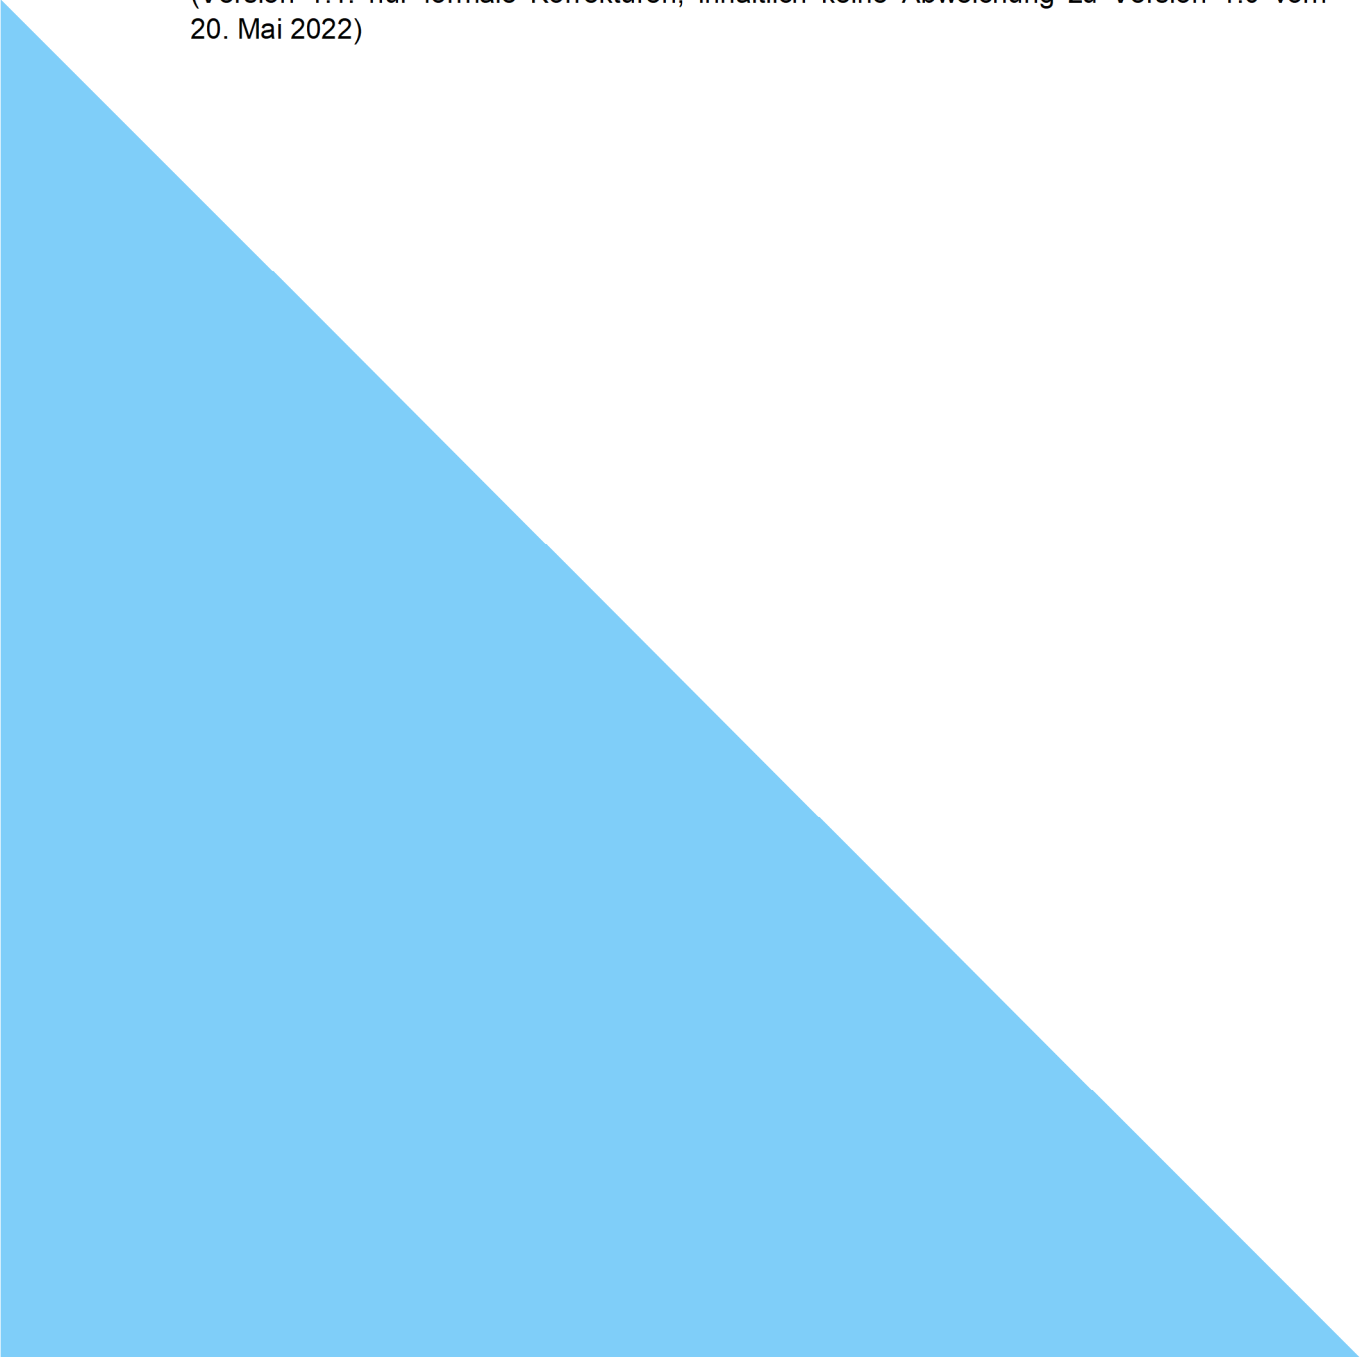 (Version 1.1: nur formale Korrekturen, inhaltlich keine Abweichung zu Version 1.0 vom
20. Mai 2022)